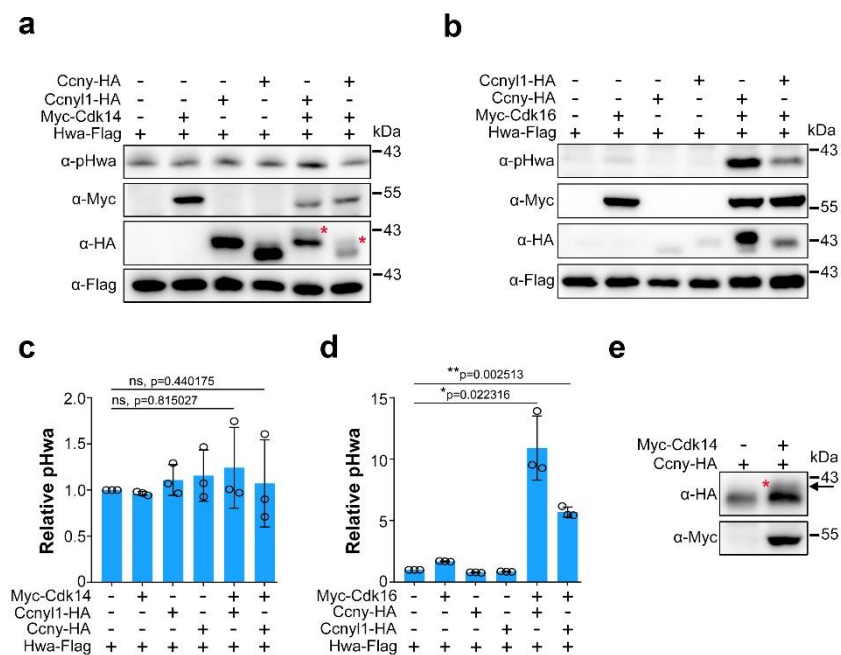 a
Ccny-HA - - - + - +
Ccnyl1-HA - - + - + -
Myc-Cdk14 - + - - + +
Hwa-Flag + + + + + + kDa
α-pHwa 43
α-Myc 55
α-HA * * 43
α-Flag 43
b
Ccnyl1-HA - - - + - +
Ccny-HA - - + - + -
Myc-Cdk16 - + - - + +
Hwa-Flag + + + + + + kDa
α-pHwa 43
α-Myc 55
α-HA 43
α-Flag 43
c
ns, p=0.440175
ns, p=0.815027
Relative pHwa
2.0
1.5
1.0
0.5
0
Myc-Cdk14 - + - - + +
Ccnyl1-HA - - + - + -
Ccny-HA - - - + - +
Hwa-Flag + + + + + +
d
**p=0.002513
*p=0.022316
Relative pHwa
15
10
5
0
Myc-Cdk16 - + - - + +
Ccny-HA - - + - + -
Ccnyl1-HA - - - + - +
Hwa-Flag + + + + + +
e
Myc-Cdk14 - + kDa
Ccny-HA + +
α-HA * 43
α-Myc 55